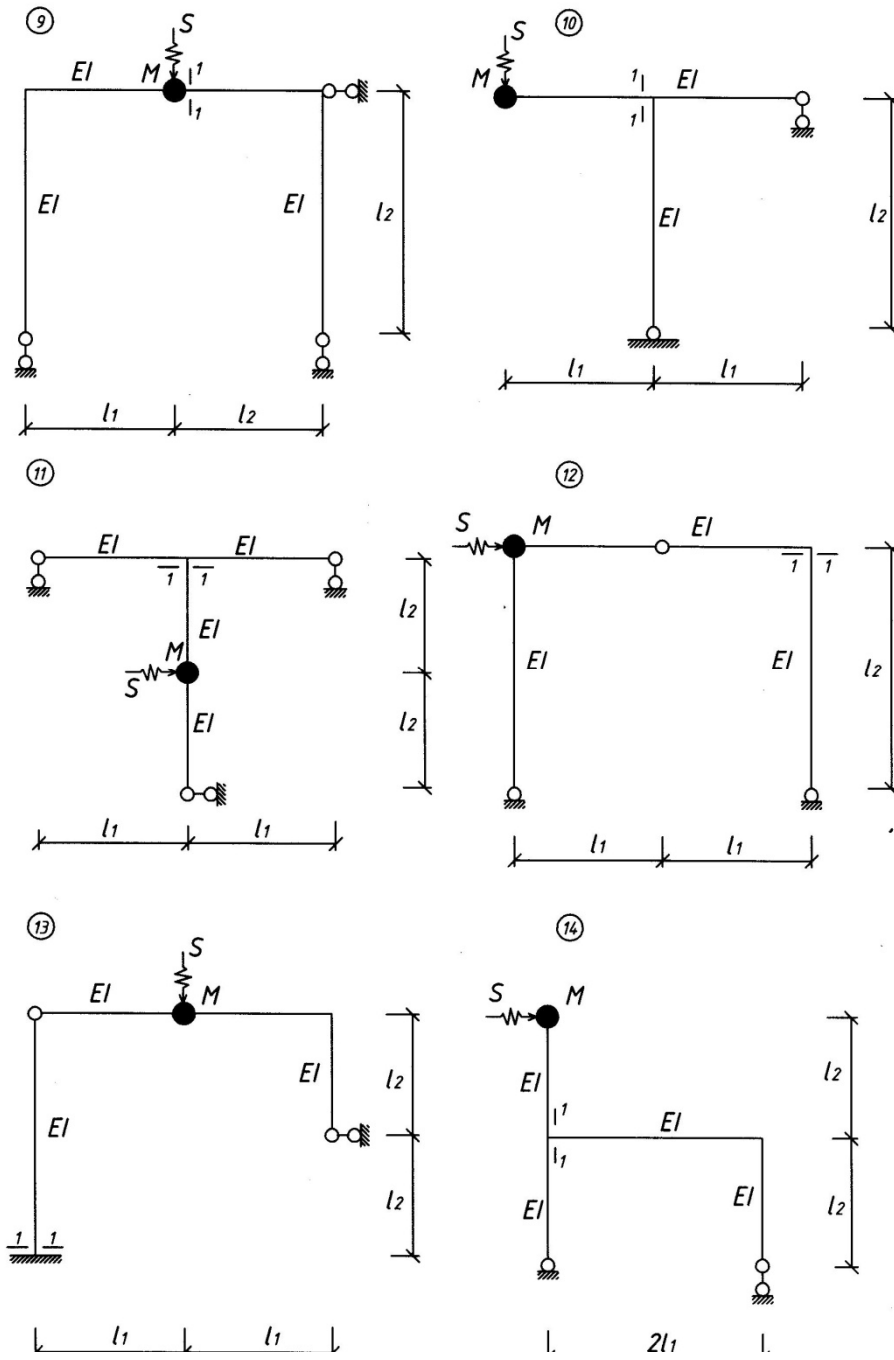 9
S
EI M 1
1
EI EI l2
l1 l2
10
S
M 1 EI
1
EI l2
l1 l1
11
EI EI
1 1
EI l2
M
S
EI l2
l1 l1
12
S M EI
1 1
EI EI l2
l1 l1
13
S
EI M
EI l2
EI
l2
1 1
l1 l1
14
S M
EI l2
1 EI
1
EI EI l2
2l1